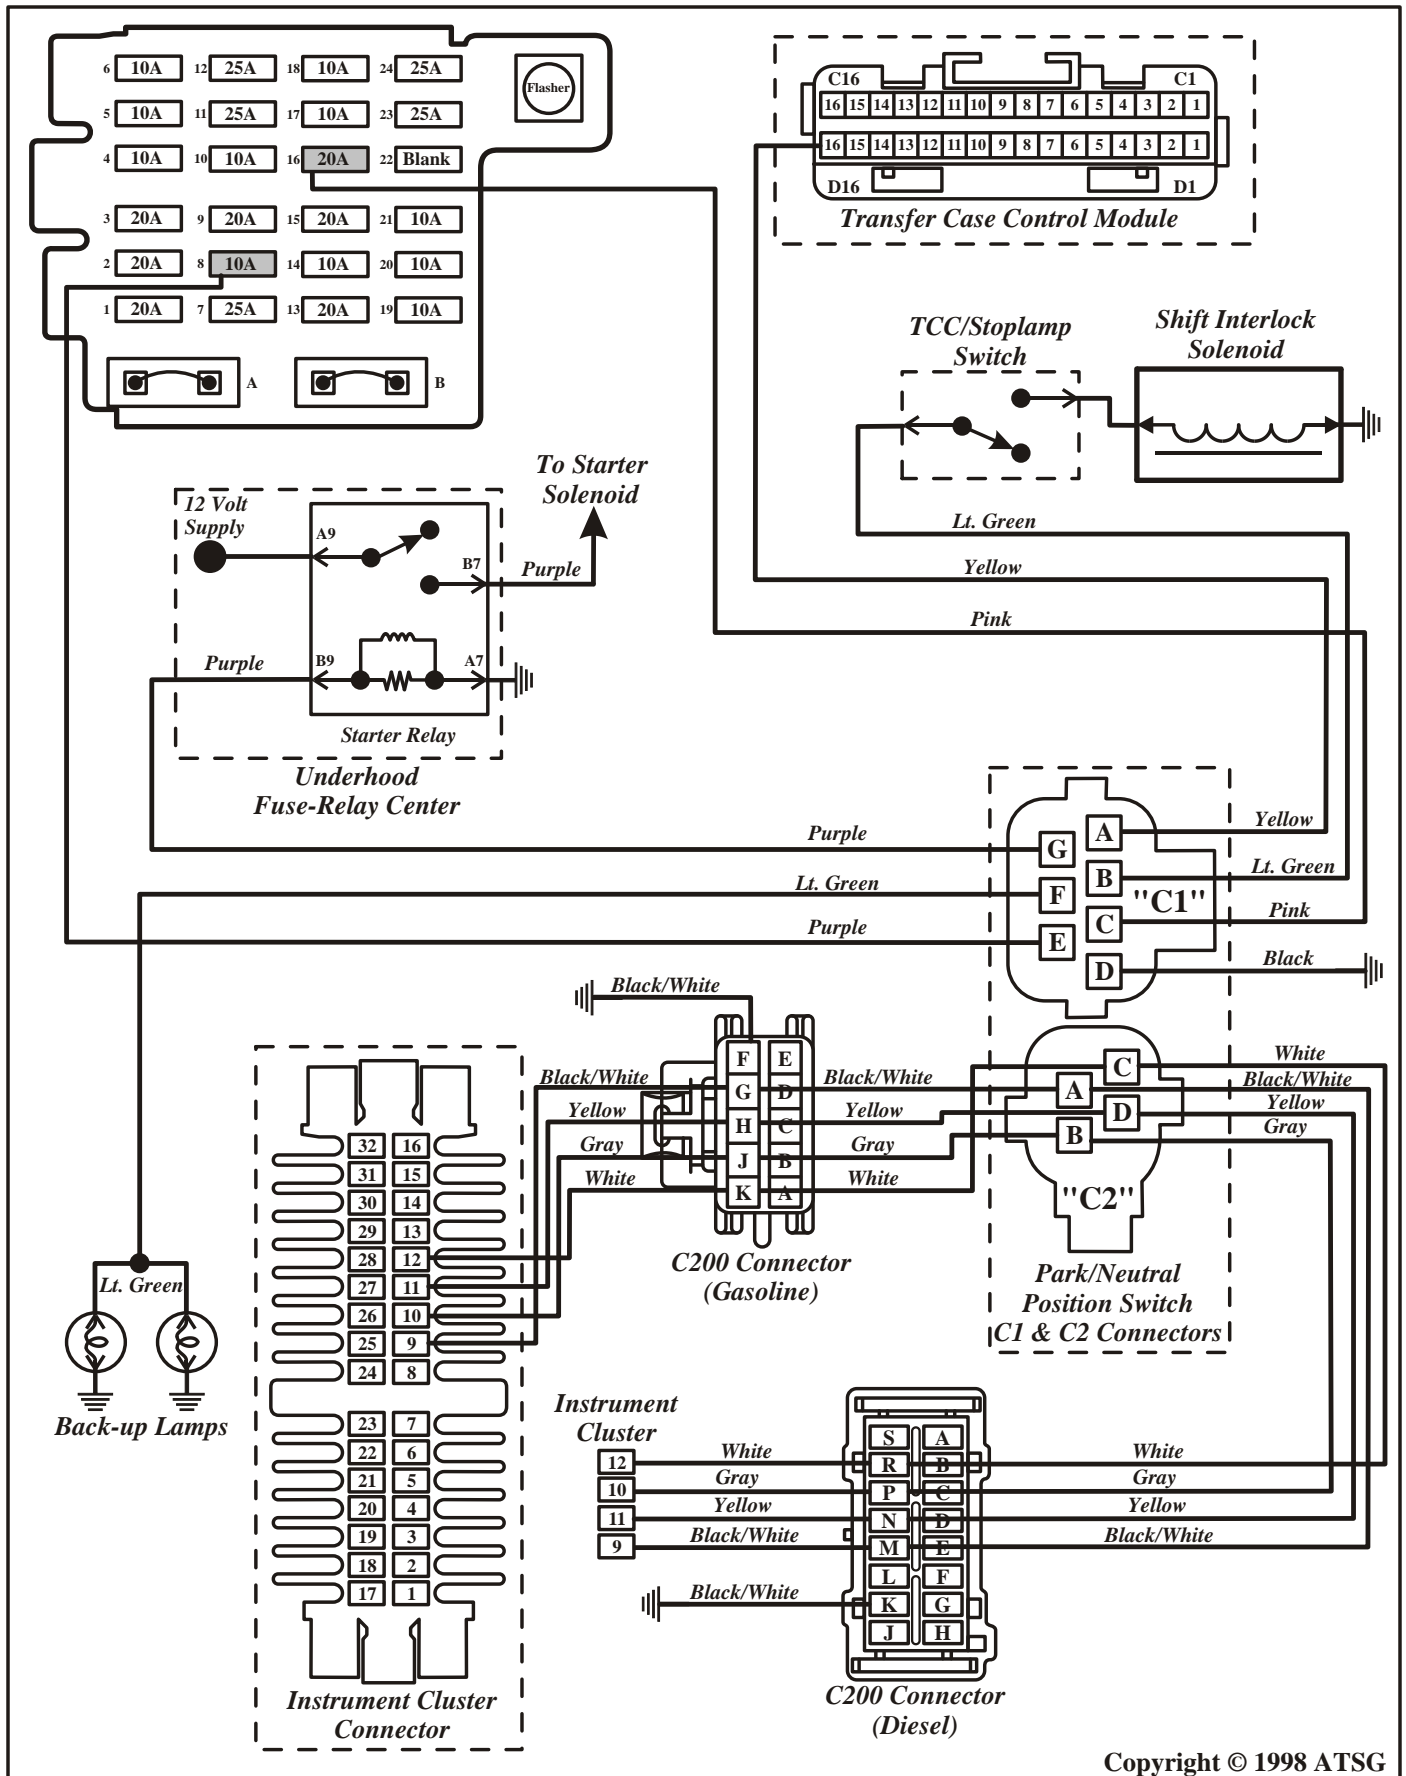 6 10A 12 25A 18 10A 24 25A
Flasher
5 10A 11 25A 17 10A 23 25A
4 10A 10 10A 16 20A 22 Blank
3 20A 9 20A 15 20A 21 10A
2 20A 8 10A 14 10A 20 10A
1 20A 7 25A 13 20A 19 10A
A B
C16 C1
16 15 14 13 12 11 10 9 8 7 6 5 4 3 2 1
16 15 14 13 12 11 10 9 8 7 6 5 4 3 2 1
D16 D1
Transfer Case Control Module
TCC/Stoplamp
Switch
Shift Interlock
Solenoid
To Starter
Solenoid
12 Volt
Supply
A9
B7
Purple
Lt. Green
Yellow
Pink
Purple
B9
A7
Starter Relay
Underhood
Fuse-Relay Center
Purple
G
A
Yellow
Lt. Green
F
B
Lt. Green
"C1"
Purple
E
C
Pink
D
Black
Black/White
F E
C
White
Black/White
G D
Black/White
A
Black/White
Yellow
H C
Yellow
D
Yellow
Gray
J B
Gray
B
Gray
White
K A
White
"C2"
C200 Connector
(Gasoline)
Park/Neutral
Position Switch
C1 & C2 Connectors
32 16
31 15
30 14
29 13
28 12
27 11
26 10
25 9
24 8
23 7
22 6
21 5
20 4
19 3
18 2
17 1
Instrument Cluster
Connector
Lt. Green
Back-up Lamps
Instrument
Cluster
S A
12 White R B White
10 Gray P C Gray
11 Yellow N D Yellow
9 Black/White M E Black/White
L F
Black/White K G
J H
C200 Connector
(Diesel)
Copyright © 1998 ATSG